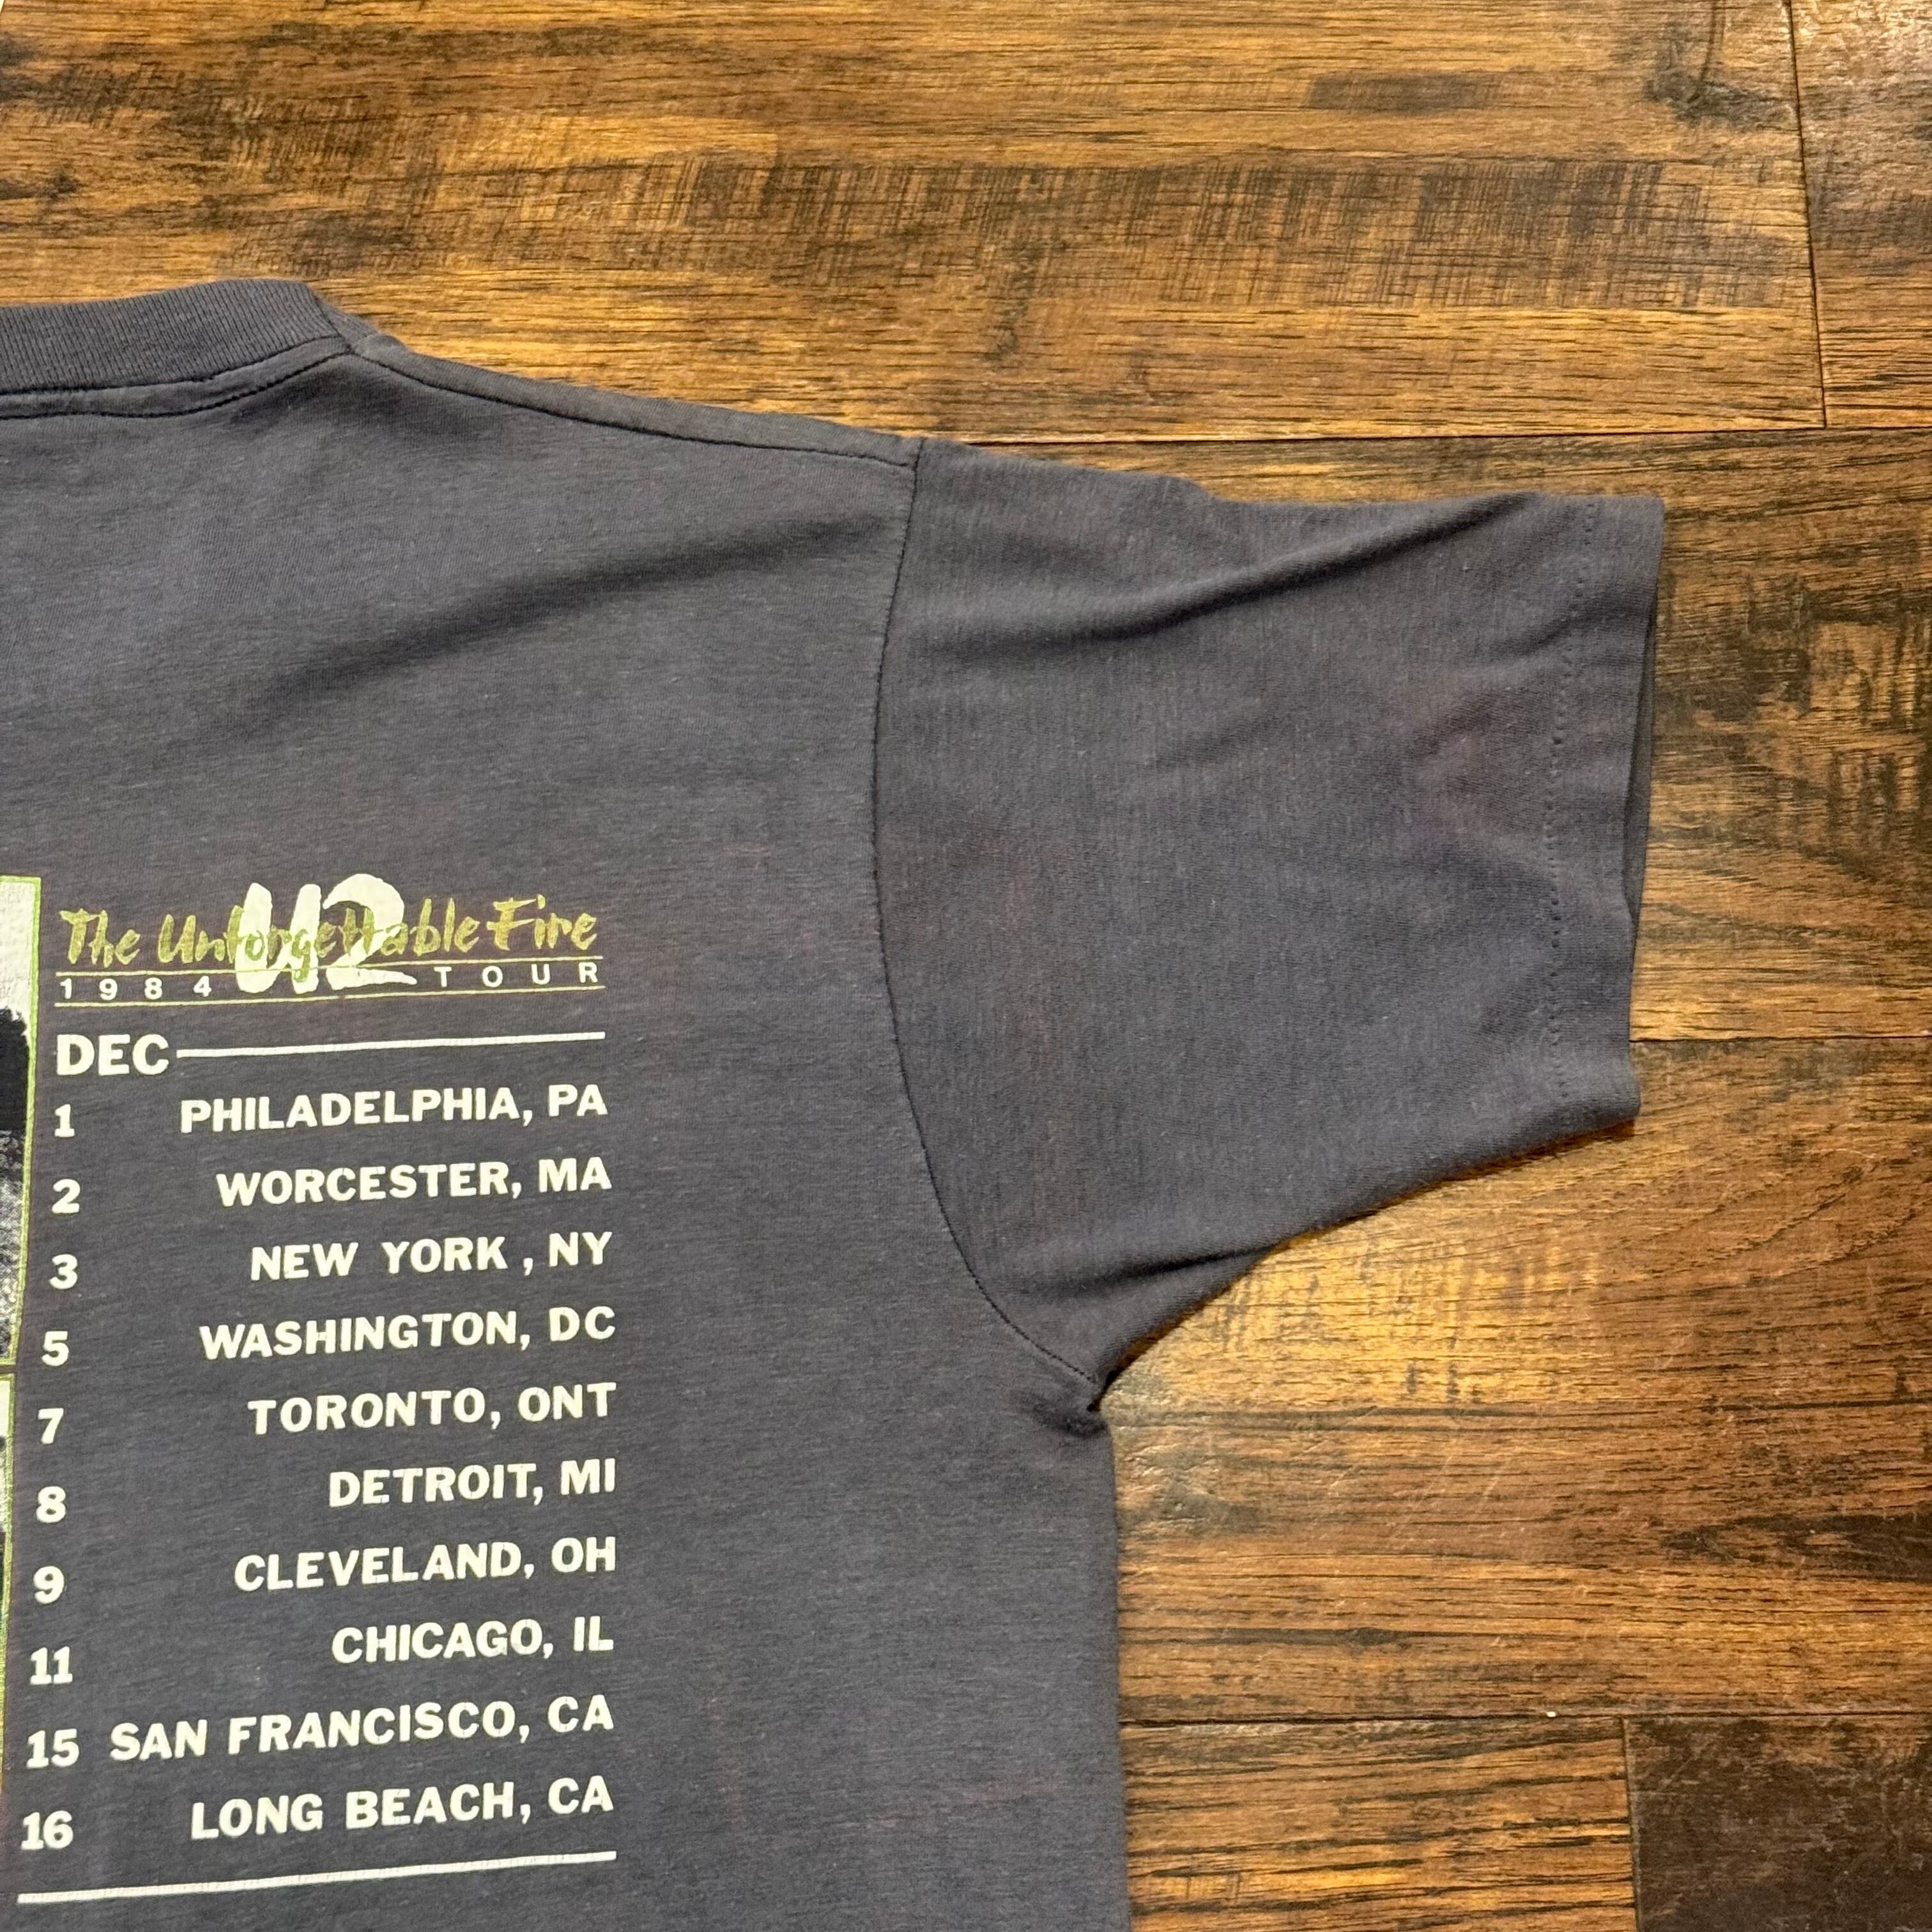 U2
The Unforgettable Fire
1984 TOUR
DEC
1 PHILADELPHIA, PA
2 WORCESTER, MA
3 NEW YORK , NY
5 WASHINGTON, DC
7 TORONTO, ONT
8 DETROIT, MI
9 CLEVELAND, OH
11 CHICAGO, IL
15 SAN FRANCISCO, CA
16 LONG BEACH, CA